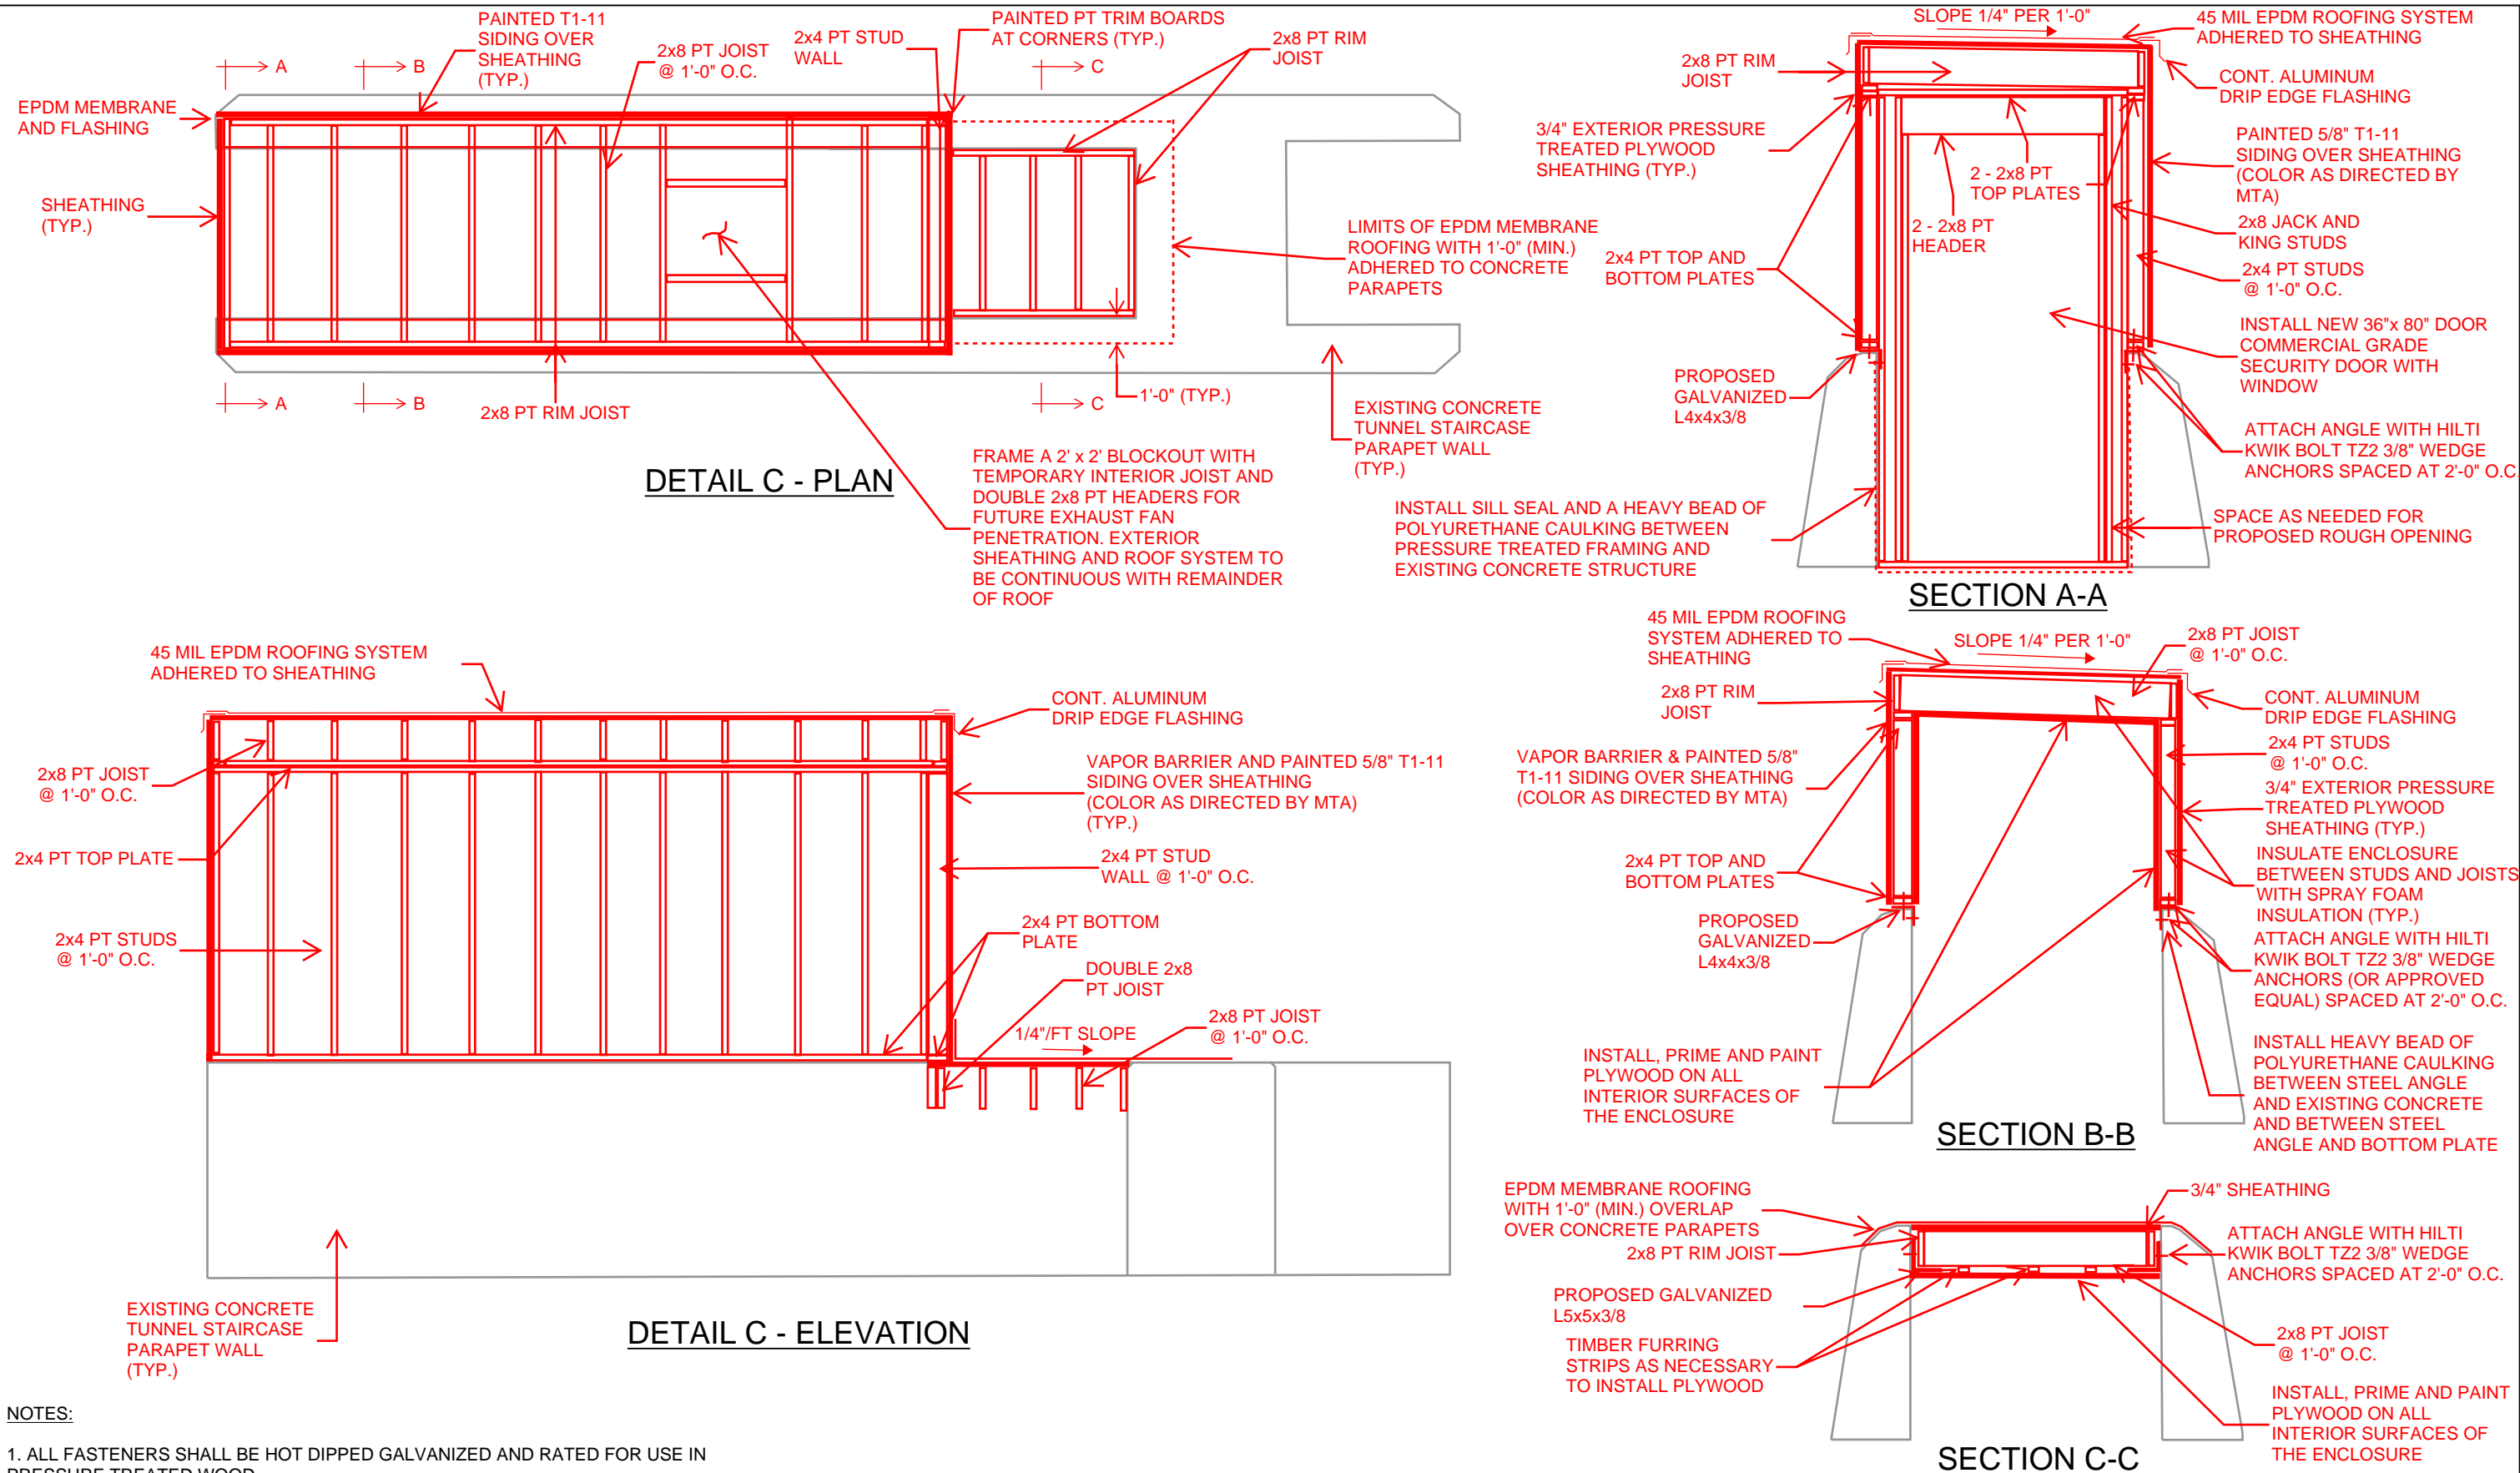 PAINTED T1-11
SIDING OVER
SHEATHING
(TYP.)
2x8 PT JOIST
@ 1'-0" O.C.
2x4 PT STUD
WALL
PAINTED PT TRIM BOARDS
AT CORNERS (TYP.)
2x8 PT RIM
JOIST
A
B
C
EPDM MEMBRANE
AND FLASHING
SHEATHING
(TYP.)
LIMITS OF EPDM MEMBRANE
ROOFING WITH 1'-0" (MIN.)
ADHERED TO CONCRETE
PARAPETS
A
B
C
2x8 PT RIM JOIST
1'-0" (TYP.)
EXISTING CONCRETE
TUNNEL STAIRCASE
PARAPET WALL
(TYP.)
FRAME A 2' x 2' BLOCKOUT WITH
TEMPORARY INTERIOR JOIST AND
DOUBLE 2x8 PT HEADERS FOR
FUTURE EXHAUST FAN
PENETRATION. EXTERIOR
SHEATHING AND ROOF SYSTEM TO
BE CONTINUOUS WITH REMAINDER
OF ROOF
DETAIL C - PLAN
SLOPE 1/4" PER 1'-0"
45 MIL EPDM ROOFING SYSTEM
ADHERED TO SHEATHING
2x8 PT RIM
JOIST
CONT. ALUMINUM
DRIP EDGE FLASHING
3/4" EXTERIOR PRESSURE
TREATED PLYWOOD
SHEATHING (TYP.)
PAINTED 5/8" T1-11
SIDING OVER SHEATHING
(COLOR AS DIRECTED BY
MTA)
2 - 2x8 PT
TOP PLATES
2 - 2x8 PT
HEADER
2x8 JACK AND
KING STUDS
2x4 PT TOP AND
BOTTOM PLATES
2x4 PT STUDS
@ 1'-0" O.C.
INSTALL NEW 36"x 80" DOOR
COMMERCIAL GRADE
SECURITY DOOR WITH
WINDOW
PROPOSED
GALVANIZED
L4x4x3/8
ATTACH ANGLE WITH HILTI
KWIK BOLT TZ2 3/8" WEDGE
ANCHORS SPACED AT 2'-0" O.C.
INSTALL SILL SEAL AND A HEAVY BEAD OF
POLYURETHANE CAULKING BETWEEN
PRESSURE TREATED FRAMING AND
EXISTING CONCRETE STRUCTURE
SPACE AS NEEDED FOR
PROPOSED ROUGH OPENING
SECTION A-A
45 MIL EPDM ROOFING SYSTEM
ADHERED TO SHEATHING
CONT. ALUMINUM
DRIP EDGE FLASHING
VAPOR BARRIER AND PAINTED 5/8" T1-11
SIDING OVER SHEATHING
(COLOR AS DIRECTED BY MTA)
(TYP.)
2x8 PT JOIST
@ 1'-0" O.C.
2x4 PT TOP PLATE
2x4 PT STUD
WALL @ 1'-0" O.C.
2x4 PT STUDS
@ 1'-0" O.C.
2x4 PT BOTTOM
PLATE
DOUBLE 2x8
PT JOIST
1/4"/FT SLOPE
2x8 PT JOIST
@ 1'-0" O.C.
EXISTING CONCRETE
TUNNEL STAIRCASE
PARAPET WALL
(TYP.)
DETAIL C - ELEVATION
45 MIL EPDM ROOFING
SYSTEM ADHERED TO
SHEATHING
SLOPE 1/4" PER 1'-0"
2x8 PT JOIST
@ 1'-0" O.C.
2x8 PT RIM
JOIST
CONT. ALUMINUM
DRIP EDGE FLASHING
VAPOR BARRIER & PAINTED 5/8"
T1-11 SIDING OVER SHEATHING
(COLOR AS DIRECTED BY MTA)
2x4 PT STUDS
@ 1'-0" O.C.
3/4" EXTERIOR PRESSURE
TREATED PLYWOOD
SHEATHING (TYP.)
2x4 PT TOP AND
BOTTOM PLATES
INSULATE ENCLOSURE
BETWEEN STUDS AND JOISTS
WITH SPRAY FOAM
INSULATION (TYP.)
PROPOSED
GALVANIZED
L4x4x3/8
ATTACH ANGLE WITH HILTI
KWIK BOLT TZ2 3/8" WEDGE
ANCHORS (OR APPROVED
EQUAL) SPACED AT 2'-0" O.C.
INSTALL, PRIME AND PAINT
PLYWOOD ON ALL
INTERIOR SURFACES OF
THE ENCLOSURE
INSTALL HEAVY BEAD OF
POLYURETHANE CAULKING
BETWEEN STEEL ANGLE
AND EXISTING CONCRETE
AND BETWEEN STEEL
ANGLE AND BOTTOM PLATE
SECTION B-B
EPDM MEMBRANE ROOFING
WITH 1'-0" (MIN.) OVERLAP
OVER CONCRETE PARAPETS
3/4" SHEATHING
2x8 PT RIM JOIST
ATTACH ANGLE WITH HILTI
KWIK BOLT TZ2 3/8" WEDGE
ANCHORS SPACED AT 2'-0" O.C.
PROPOSED GALVANIZED
L5x5x3/8
TIMBER FURRING
STRIPS AS NECESSARY
TO INSTALL PLYWOOD
2x8 PT JOIST
@ 1'-0" O.C.
INSTALL, PRIME AND PAINT
PLYWOOD ON ALL
INTERIOR SURFACES OF
THE ENCLOSURE
SECTION C-C
NOTES:
1. ALL FASTENERS SHALL BE HOT DIPPED GALVANIZED AND RATED FOR USE IN
PRESSURE TREATED WOOD